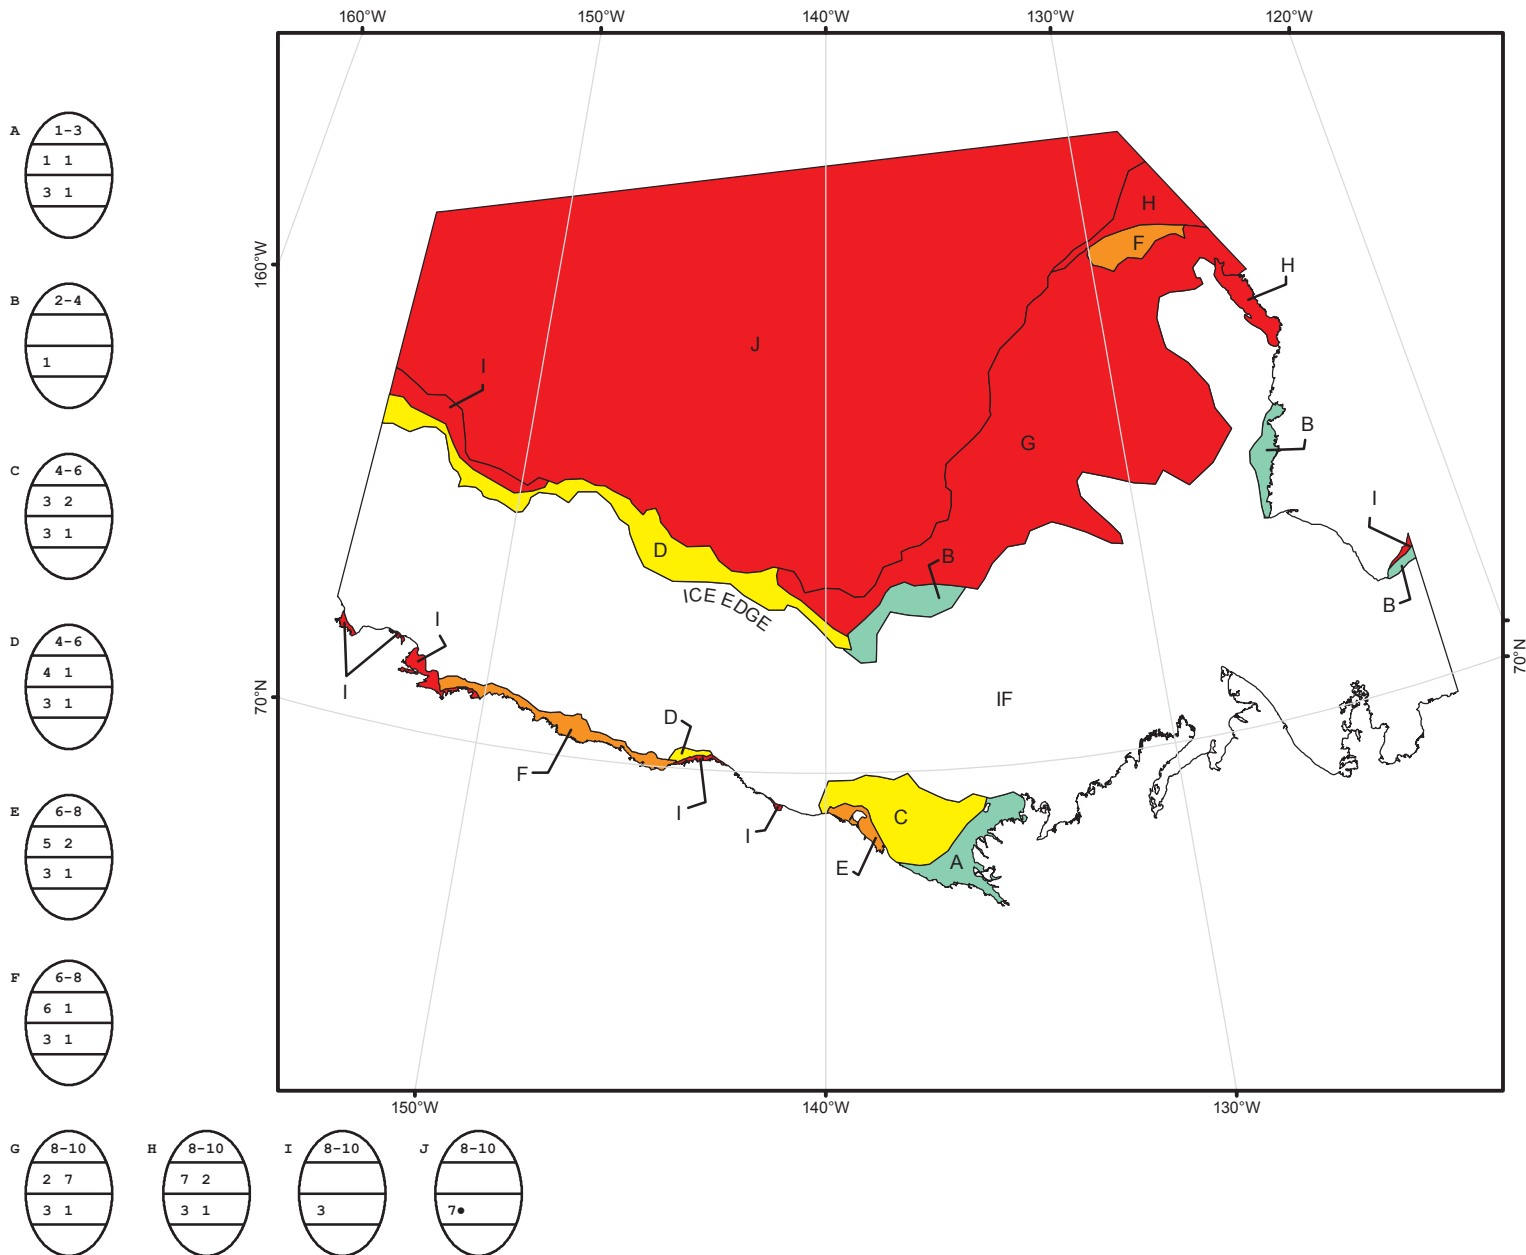 160°W 150°W 140°W 130°W 120°W
A 1-3
1 1
3 1
B 2-4
1
C 4-6
3 2
3 1
D 4-6
4 1
3 1
E 6-8
5 2
3 1
F 6-8
6 1
3 1
G 8-10
2 7
3 1
H 8-10
7 2
3 1
I 8-10
3
J 8-10
7●
160°W
70°N
70°N
H
F
H
J
I
G
B
I
B
D
B
ICE EDGE
I
I
IF
D
F
I
I
C
E
A
150°W 140°W 130°W